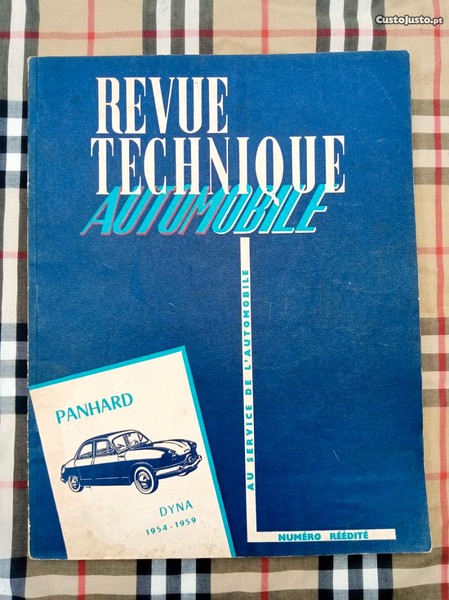 CustoJusto.pt
REVUE
TECHNIQUE
AUTOMOBILE
AU SERVICE DE L'AUTOMOBILE
PANHARD
DYNA
1954-1959
NUMÉRO RÉÉDITÉ